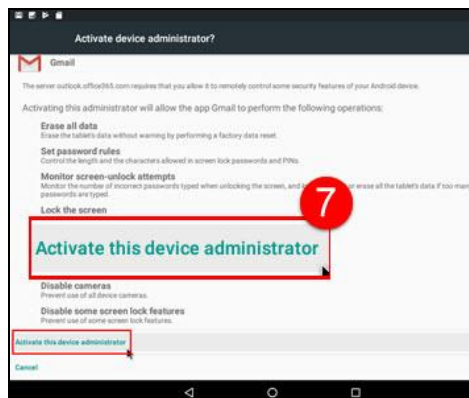 Activate device administrator?
Gmail
The server outlook.office365.com requires that you allow it to remotely control some security features of your Android device.
Activating this administrator will allow the app Gmail to perform the following operations:
Erase all data
Erase the tablet's data without warning by performing a factory data reset.
Set password rules
Control the length and the characters allowed in screen lock passwords and PINs.
Monitor screen-unlock attempts
Monitor the number of incorrect passwords typed when unlocking the screen, and erase all the tablet's data if too many
passwords are typed.
Lock the screen
7
Activate this device administrator
Disable cameras
Prevent use of all device cameras.
Disable some screen lock features
Prevent use of some screen lock features.
Activate this device administrator
Cancel